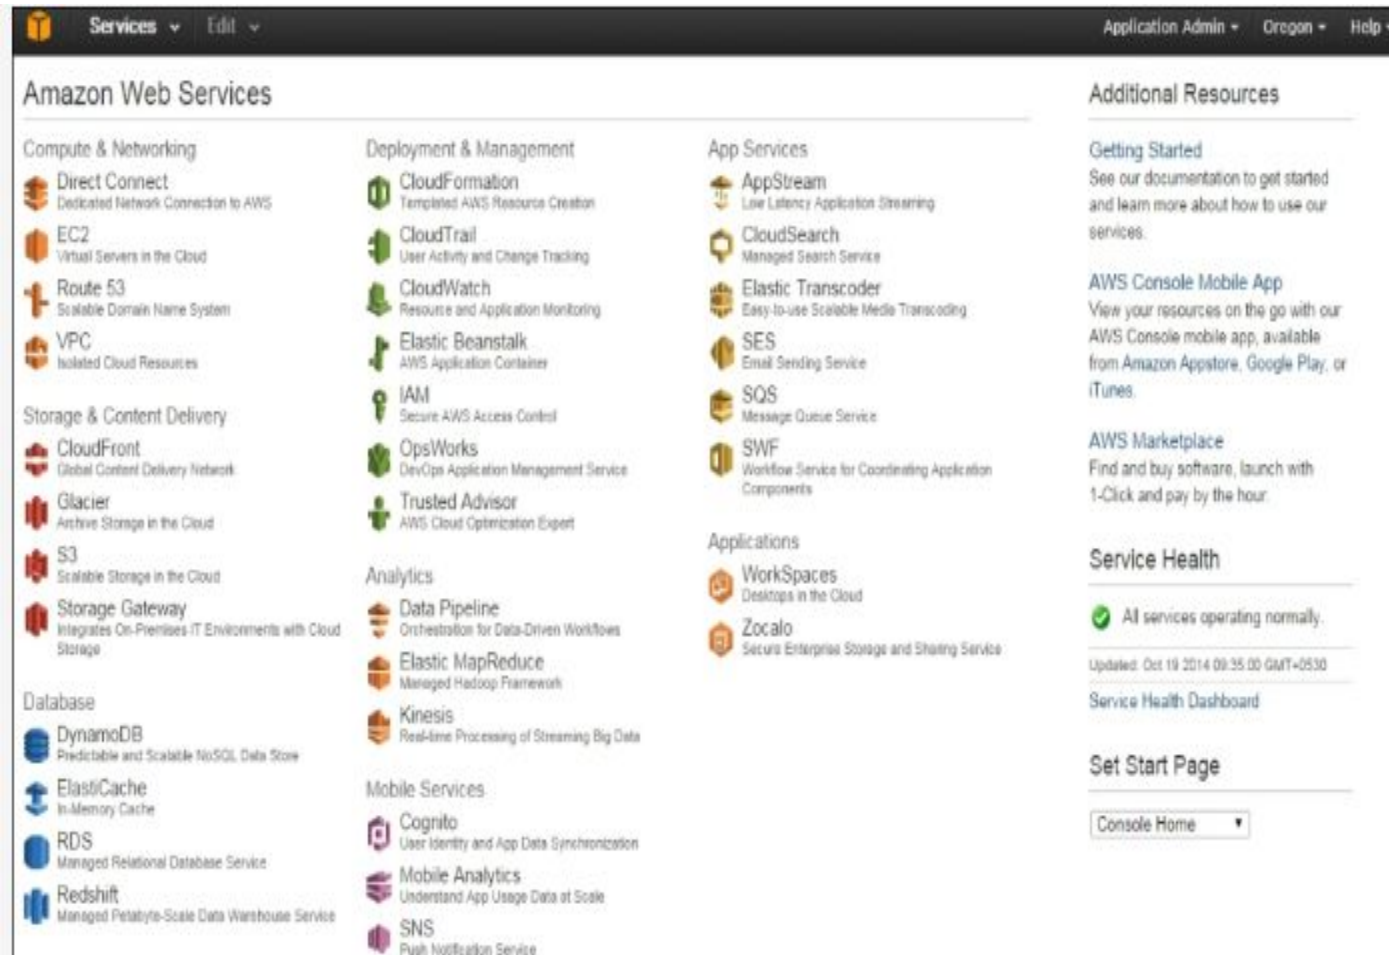 Services
Edit
Application Admin
Oregon
Help
Amazon Web Services
Compute & Networking
Direct Connect
Dedicated Network Connection to AWS
EC2
Virtual Servers in the Cloud
Route 53
Scalable Domain Name System
VPC
Isolated Cloud Resources
Storage & Content Delivery
CloudFront
Global Content Delivery Network
Glacier
Archive Storage in the Cloud
S3
Scalable Storage in the Cloud
Storage Gateway
Integrates On-Premises IT Environments with Cloud
Storage
Database
DynamoDB
Predictable and Scalable NoSQL Data Store
ElastiCache
In-Memory Cache
RDS
Managed Relational Database Service
Redshift
Managed Petabyte-Scale Data Warehouse Service
Deployment & Management
CloudFormation
Templated AWS Resource Creation
CloudTrail
User Activity and Change Tracking
CloudWatch
Resource and Application Monitoring
Elastic Beanstalk
AWS Application Container
IAM
Secure AWS Access Control
OpsWorks
DevOps Application Management Service
Trusted Advisor
AWS Cloud Optimization Expert
Analytics
Data Pipeline
Orchestration for Data-Driven Workflows
Elastic MapReduce
Managed Hadoop Framework
Kinesis
Real-time Processing of Streaming Big Data
Mobile Services
Cognito
User Identity and App Data Synchronization
Mobile Analytics
Understand App Usage Data at Scale
SNS
Push Notification Service
App Services
AppStream
Low Latency Application Streaming
CloudSearch
Managed Search Service
Elastic Transcoder
Easy-to-use Scalable Media Transcoding
SES
Email Sending Service
SQS
Message Queue Service
SWF
Workflow Service for Coordinating Application
Components
Applications
WorkSpaces
Desktops in the Cloud
Zocalo
Secure Enterprise Storage and Sharing Service
Additional Resources
Getting Started
See our documentation to get started
and learn more about how to use our
services.
AWS Console Mobile App
View your resources on the go with our
AWS Console mobile app, available
from Amazon Appstore, Google Play, or
iTunes.
AWS Marketplace
Find and buy software, launch with
1-Click and pay by the hour.
Service Health
All services operating normally.
Updated: Oct 19 2014 09:35:00 GMT+0530
Service Health Dashboard
Set Start Page
Console Home